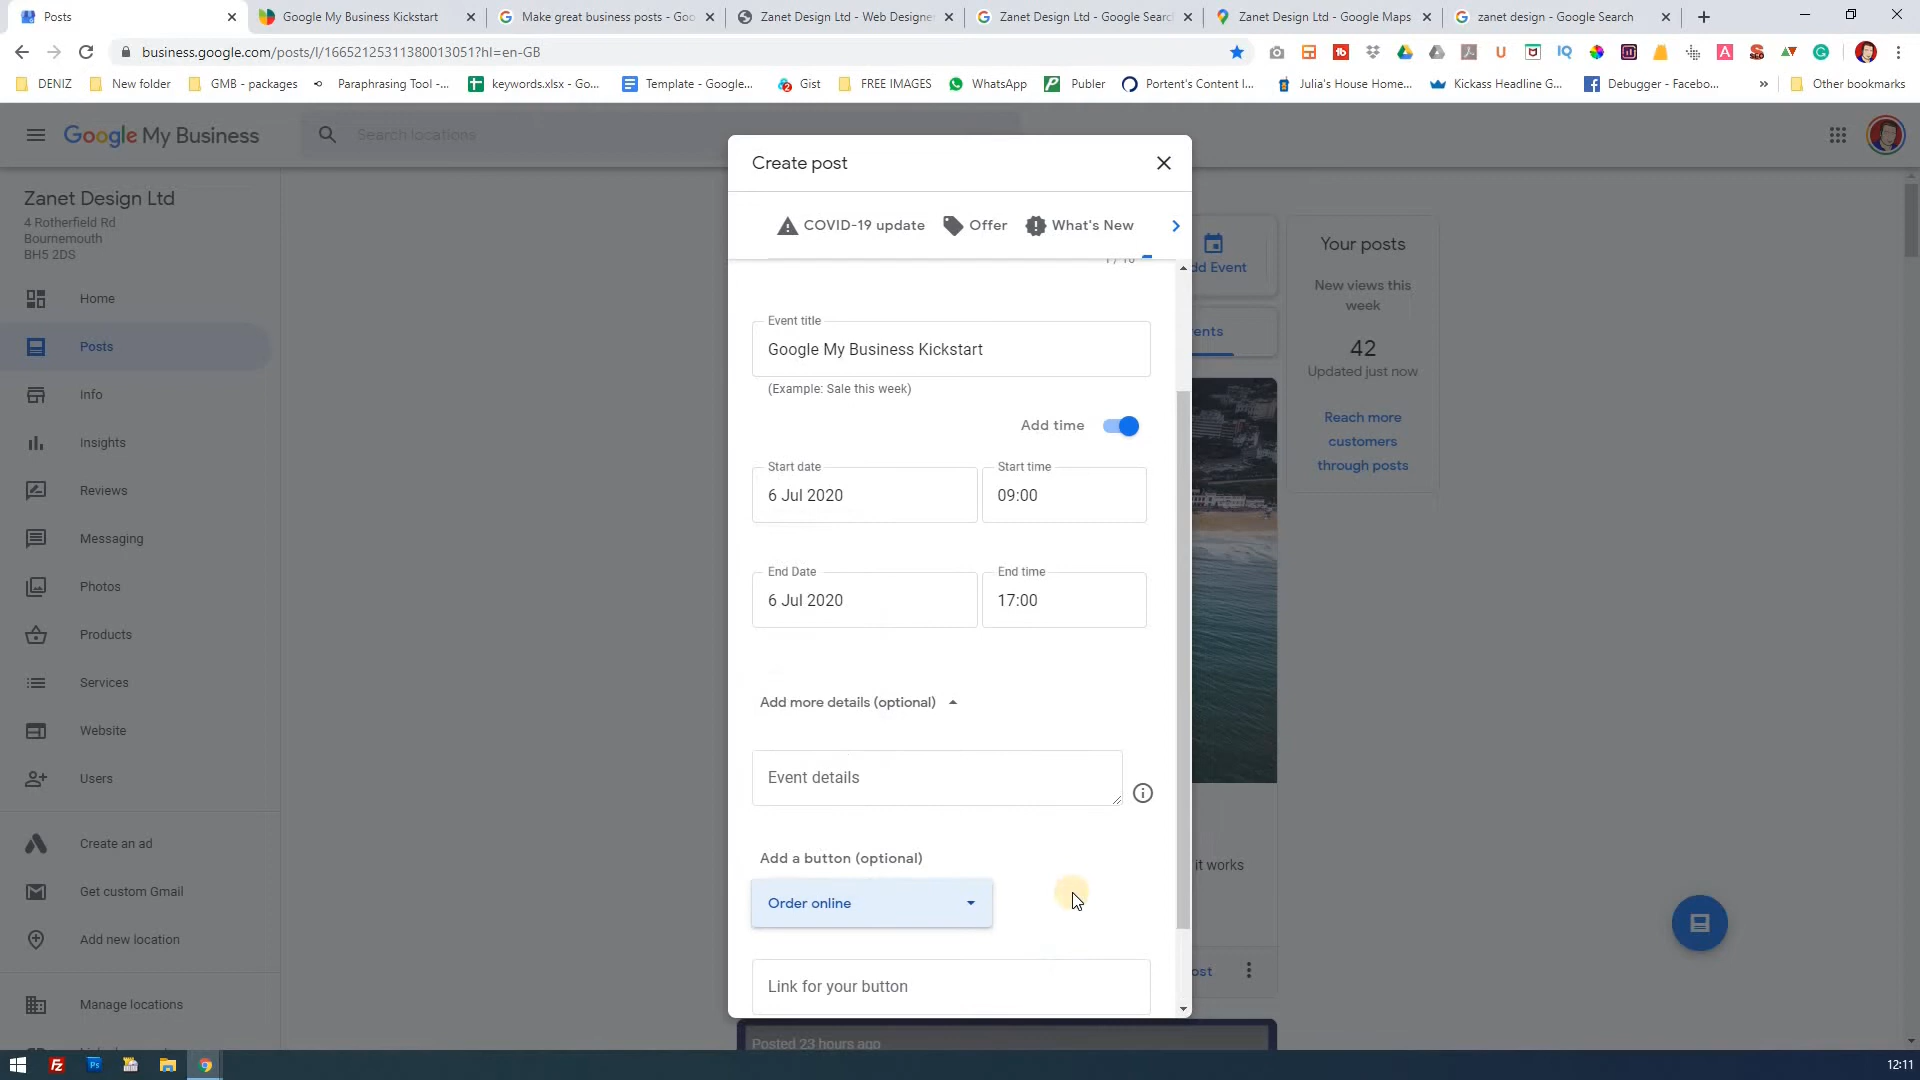 Posts
Google My Business Kickstart
Make great business posts - Goo
Zanet Design Ltd - Web Designer
Zanet Design Ltd - Google Searc
Zanet Design Ltd - Google Maps
zanet design - Google Search
business.google.com/posts/l/16652125311380013051?hl=en-GB
DENIZ
New folder
GMB - packages
Paraphrasing Tool -...
keywords.xlsx - Go...
Template - Google...
Gist
FREE IMAGES
WhatsApp
Publer
Portent's Content I...
Julia's House Home...
Kickass Headline G...
Debugger - Facebo...
»
Other bookmarks
Google My Business
Search locations
Zanet Design Ltd
4 Rotherfield Rd
Bournemouth
BH5 2DS
Home
Posts
Info
Insights
Reviews
Messaging
Photos
Products
Services
Website
Users
Create an ad
Get custom Gmail
Add new location
Manage locations
Create post
COVID-19 update
Offer
What's New
Event title
Google My Business Kickstart
(Example: Sale this week)
Add time
Start date
6 Jul 2020
Start time
09:00
End Date
6 Jul 2020
End time
17:00
Add more details (optional)
Event details
Add a button (optional)
Order online
Link for your button
dd Event
ents
it works
ost
Posted 23 hours ago
Your posts
New views this
week
42
Updated just now
Reach more
customers
through posts
12:11